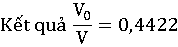 Kết quả V₀/V = 0,4422